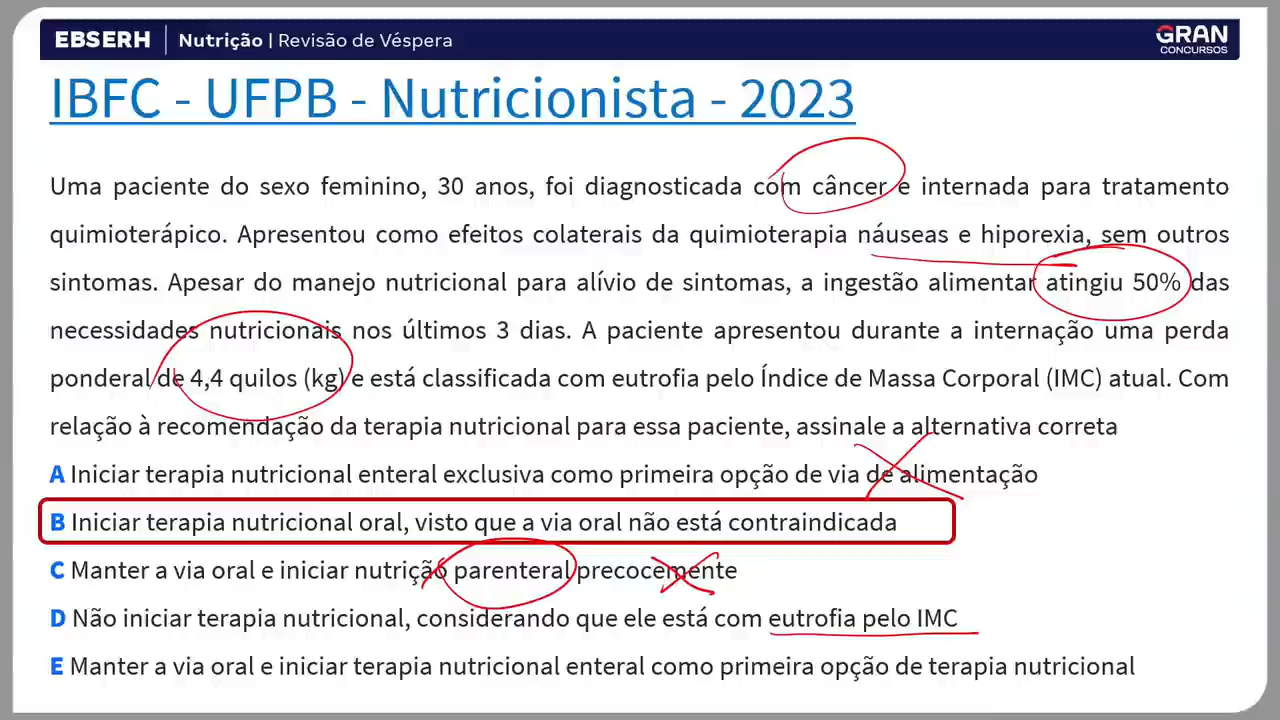 EBSERH | Nutrição | Revisão de Véspera
GRAN
CONCURSOS
IBFC - UFPB - Nutricionista - 2023
Uma paciente do sexo feminino, 30 anos, foi diagnosticada com câncer e internada para tratamento
quimioterápico. Apresentou como efeitos colaterais da quimioterapia náuseas e hiporexia, sem outros
sintomas. Apesar do manejo nutricional para alívio de sintomas, a ingestão alimentar atingiu 50% das
necessidades nutricionais nos últimos 3 dias. A paciente apresentou durante a internação uma perda
ponderal de 4,4 quilos (kg) e está classificada com eutrofia pelo Índice de Massa Corporal (IMC) atual. Com
relação à recomendação da terapia nutricional para essa paciente, assinale a alternativa correta
A Iniciar terapia nutricional enteral exclusiva como primeira opção de via de alimentação
B Iniciar terapia nutricional oral, visto que a via oral não está contraindicada
C Manter a via oral e iniciar nutrição parenteral precocemente
D Não iniciar terapia nutricional, considerando que ele está com eutrofia pelo IMC
E Manter a via oral e iniciar terapia nutricional enteral como primeira opção de terapia nutricional